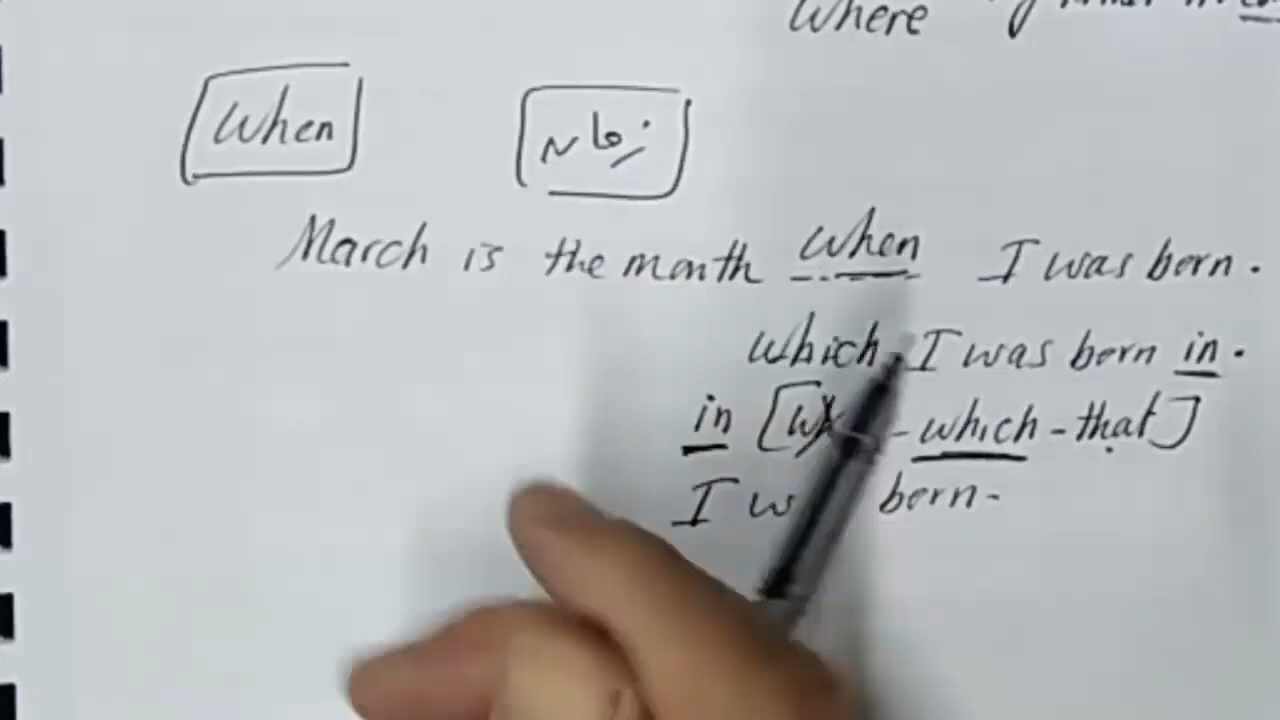 Where
When زمان
March is the month when I was born.
which I was born in.
in [ - which - that]
I born -